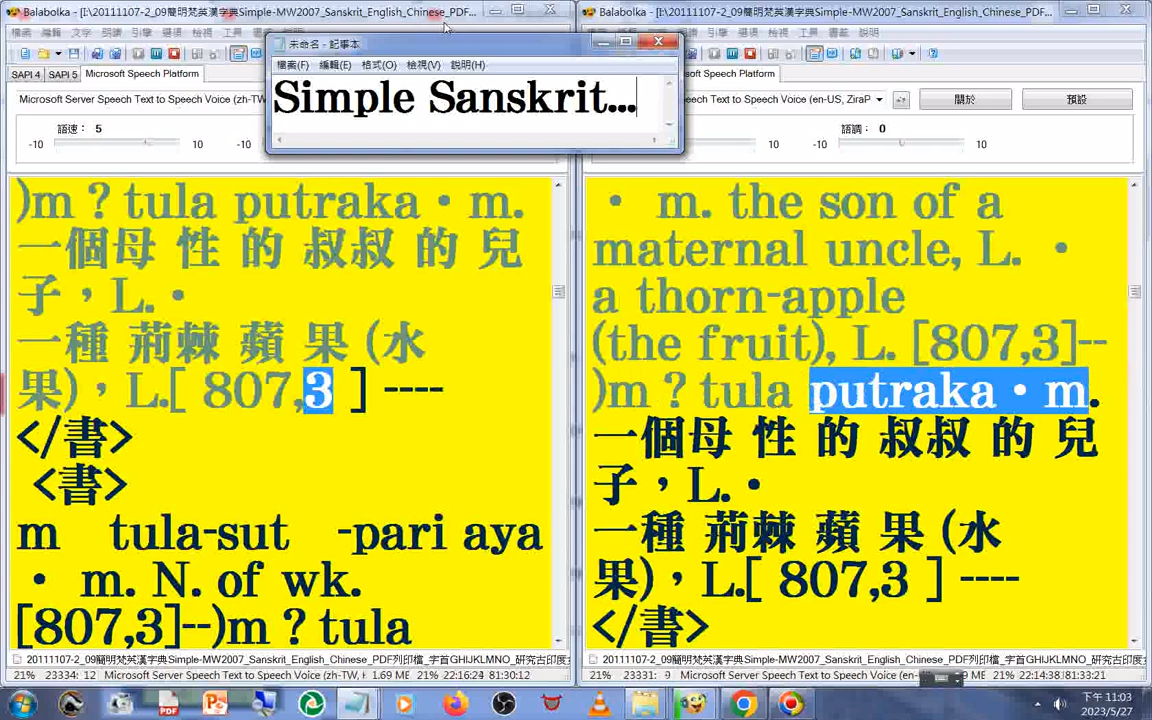 Balabolka - [I:\20111107-2_09簡明梵英漢字典Simple-MW2007_Sanskrit_English_Chinese_PDF...
Balabolka - [I:\20111107-2_09簡明梵英漢字典Simple-MW2007_Sanskrit_English_Chinese_PDF...
未命名 - 記事本
檔案(F) 編輯(E) 格式(O) 檢視(V) 說明(H)
Simple Sanskrit...
SAPI 4 SAPI 5 Microsoft Speech Platform
Speech Platform
Microsoft Server Speech Text to Speech Voice (zh-TW
eech Text to Speech Voice (en-US, ZiraP
關於 預設
語速： 5
-10 10 -10
語調： 0
10 -10 10
)m ? tula putraka • m.
一個母 性 的 叔叔 的 兒
子，L. •
一種 荊棘 蘋 果 (水
果)，L.[ 807,3 ] ----
</書>
<書>
m tula-sut -pari aya
• m. N. of wk.
[807,3]--)m ? tula
• m. the son of a
maternal uncle, L. •
a thorn-apple
(the fruit), L. [807,3]--
)m ? tula putraka • m.
一個母 性 的 叔叔 的 兒
子，L. •
一種 荊棘 蘋 果 (水
果)，L.[ 807,3 ] ----
</書>
20111107-2_09簡明梵英漢字典Simple-MW2007_Sanskrit_English_Chinese_PDF列印檔_字首GHIJKLMNO_研究古印度
20111107-2_09簡明梵英漢字典Simple-MW2007_Sanskrit_English_Chinese_PDF列印檔_字首GHIJKLMNO_研究古印度
21% 23334: 12 Microsoft Server Speech Text to Speech Voice (zh-TW, 1.69 ME 21% 22:16:24 81:30:12
21% 23331: 9 Microsoft Server Speech Text to Speech Voice 21% 22:14:38 81:33:21
下午 11:03
2023/5/27